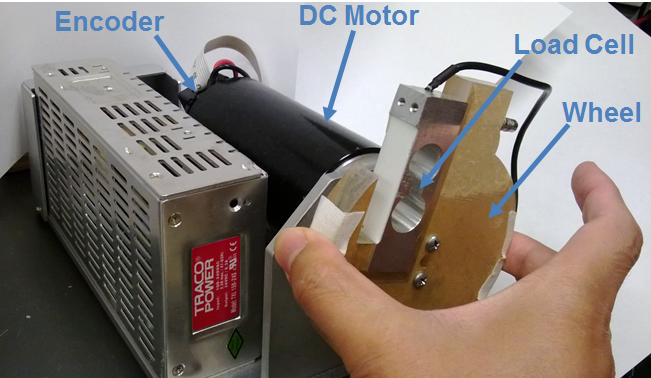 Encoder
DC Motor
Load Cell
Wheel
TRACO
POWER